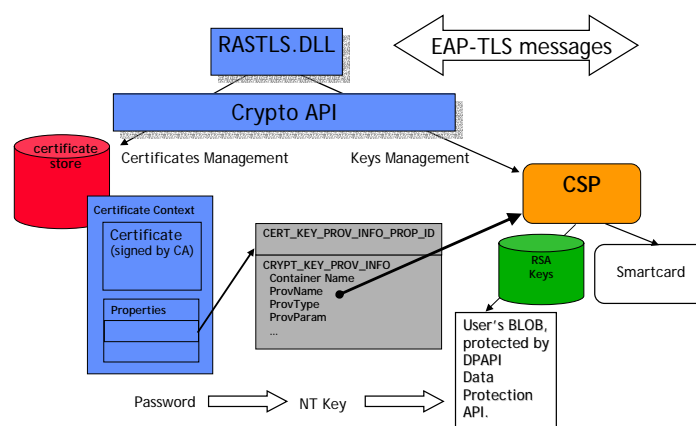 RASTLS.DLL
EAP-TLS messages
Crypto API
certificate
store
Certificates Management
Keys Management
CSP
Certificate Context
Certificate
(signed by CA)
Properties
CERT_KEY_PROV_INFO_PROP_ID
CRYPT_KEY_PROV_INFO
Container Name
ProvName
ProvType
ProvParam
...
RSA
Keys
Smartcard
User's BLOB,
protected by
DPAPI
Data
Protection
API.
Password
NT Key